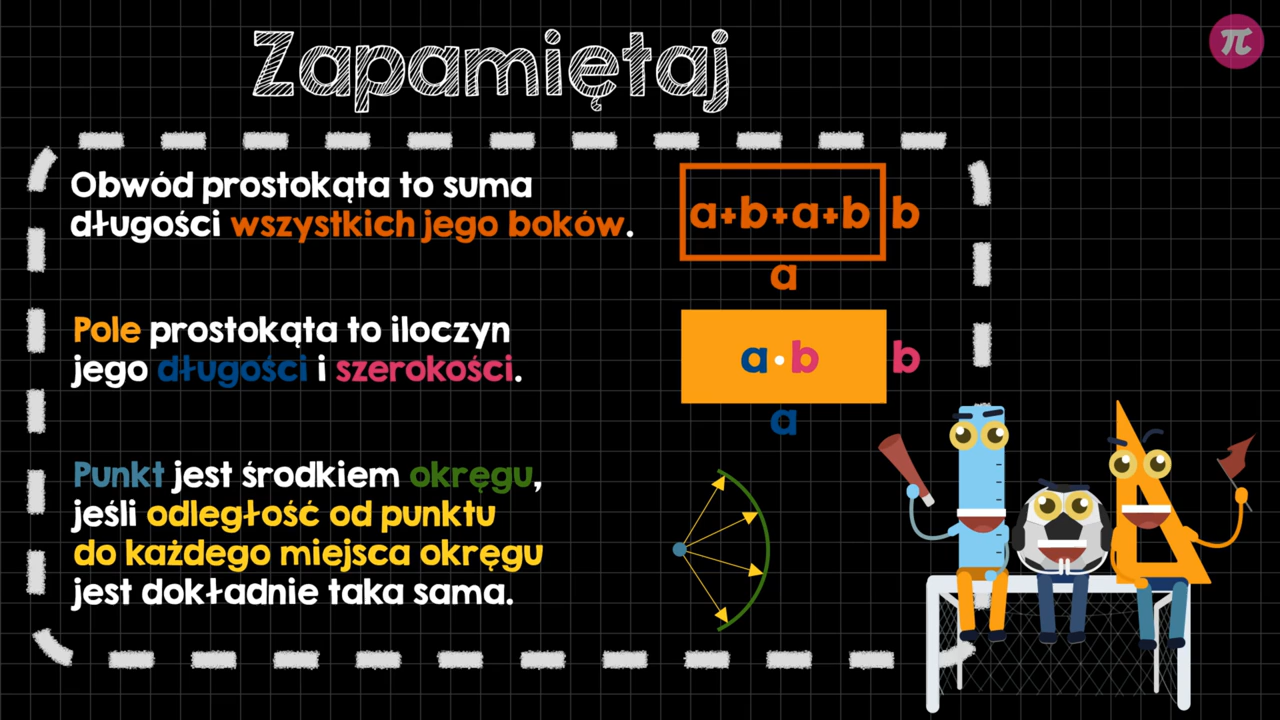 Zapamiętaj
π
Obwód prostokąta to suma
długości wszystkich jego boków.
a+b+a+b b
a
Pole prostokąta to iloczyn
jego długości i szerokości.
a·b b
a
Punkt jest środkiem okręgu,
jeśli odległość od punktu
do każdego miejsca okręgu
jest dokładnie taka sama.